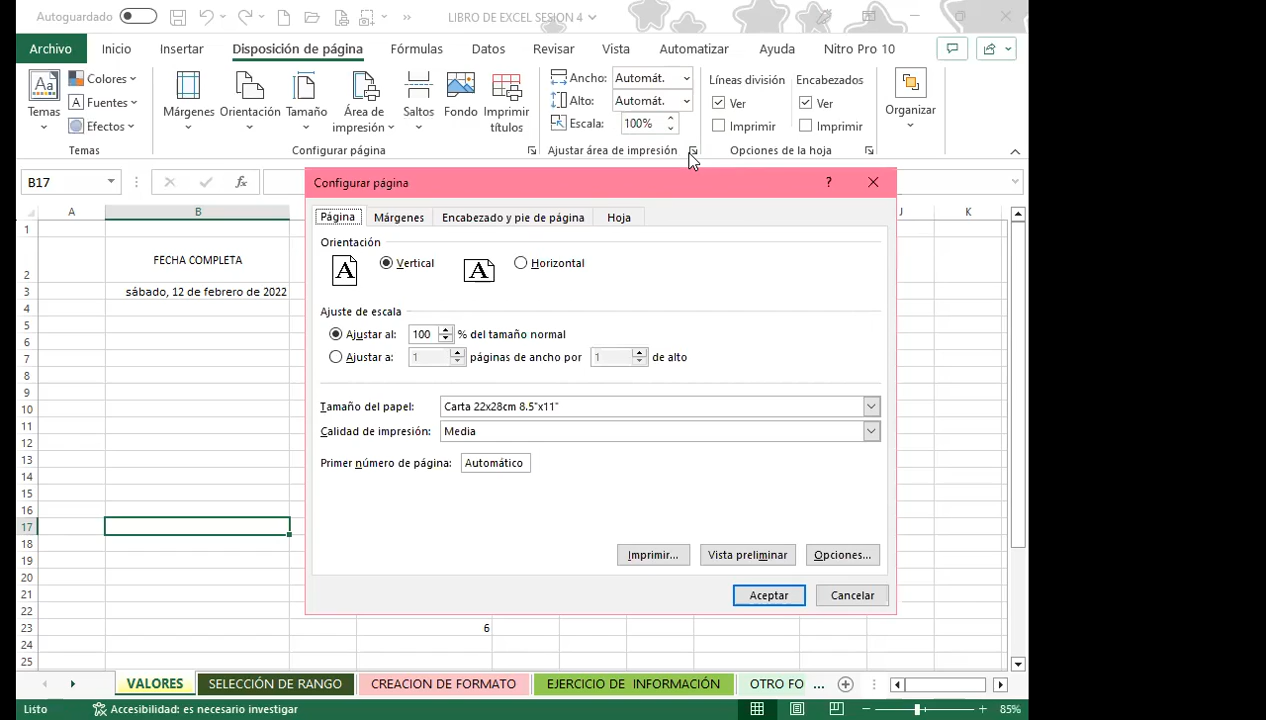 Autoguardado
LIBRO DE EXCEL SESION 4
Archivo Inicio Insertar Disposición de página Fórmulas Datos Revisar Vista Automatizar Ayuda Nitro Pro 10
Temas Colores Fuentes Efectos
Márgenes Orientación Tamaño Área de impresión Saltos Fondo Imprimir títulos
Ancho: Automát.
Alto: Automát.
Escala: 100%
Líneas división Encabezados
Ver Ver
Imprimir Imprimir
Organizar
Temas Configurar página Ajustar área de impresión Opciones de la hoja
B17 fx
Configurar página ? 
A B J K
1
2 FECHA COMPLETA
3 sábado, 12 de febrero de 2022
4
5
6
7
8
9
10
11
12
13
14
15
16
17
18
19
20
21
22
23 6
24
25
Página Márgenes Encabezado y pie de página Hoja
Orientación
A Vertical A Horizontal
Ajuste de escala
Ajustar al: 100 % del tamaño normal
Ajustar a: 1 páginas de ancho por 1 de alto
Tamaño del papel: Carta 22x28cm 8.5"x11"
Calidad de impresión: Media
Primer número de página: Automático
Imprimir... Vista preliminar Opciones...
Aceptar Cancelar
VALORES SELECCIÓN DE RANGO CREACION DE FORMATO EJERCICIO DE INFORMACIÓN OTRO FO ...
Listo Accesibilidad: es necesario investigar 85%